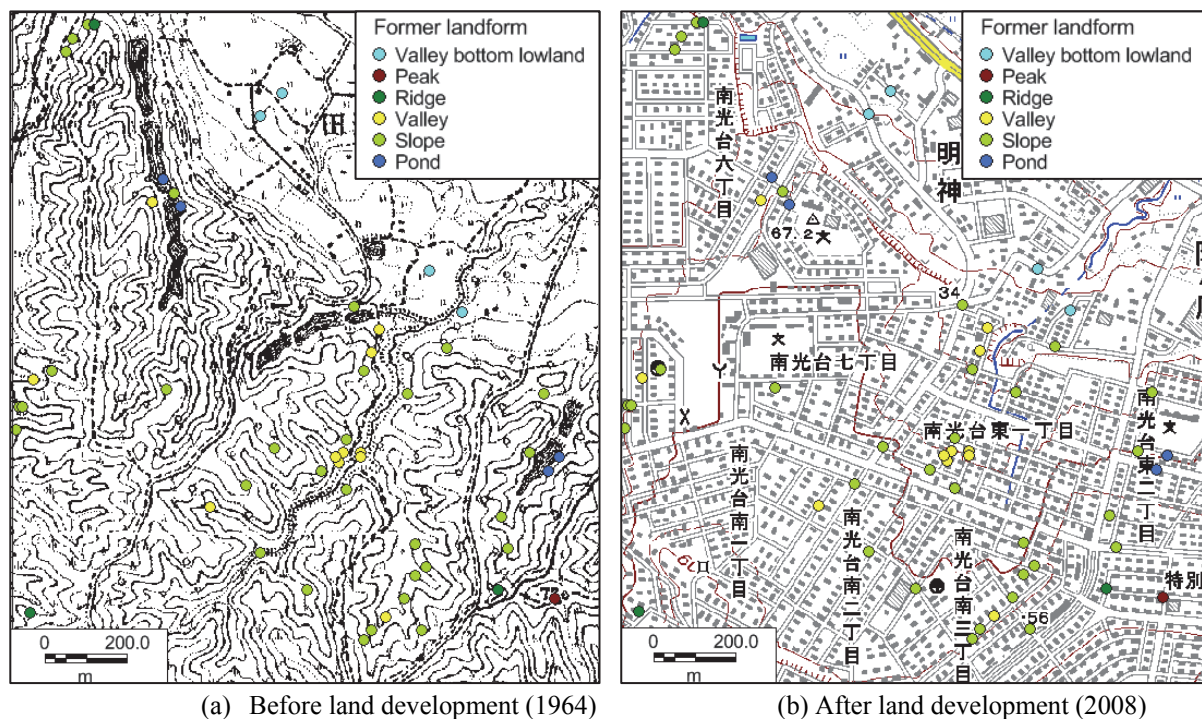 Former landform
Valley bottom lowland
Peak
Ridge
Valley
Slope
Pond
田
730
755
730
0
200.0
m
(a) Before land development (1964)
Former landform
Valley bottom lowland
Peak
Ridge
Valley
Slope
Pond
南光台六丁目
明神
67.2
34
南光台七丁目
南光台東一丁目
南光台東二丁目
南光台南一丁目
南光台南二丁目
南光台南三丁目
特別
56
0
200.0
m
(b) After land development (2008)